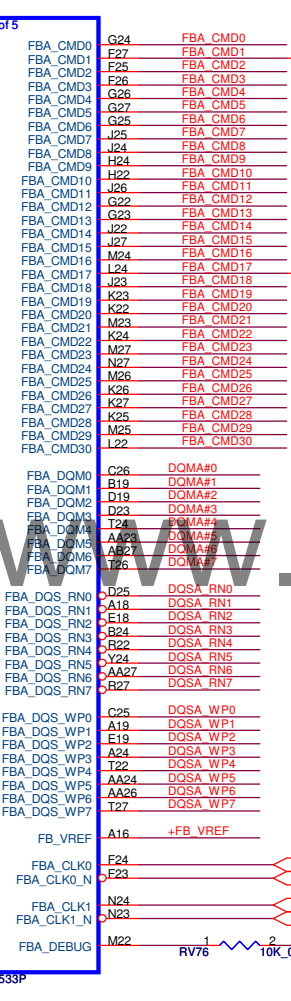 of 5
FBA_CMD0 G24 FBA_CMD0
FBA_CMD1 F27 FBA_CMD1
FBA_CMD2 F25 FBA_CMD2
FBA_CMD3 F26 FBA_CMD3
FBA_CMD4 G26 FBA_CMD4
FBA_CMD5 G27 FBA_CMD5
FBA_CMD6 G25 FBA_CMD6
FBA_CMD7 J25 FBA_CMD7
FBA_CMD8 J24 FBA_CMD8
FBA_CMD9 H24 FBA_CMD9
FBA_CMD10 H22 FBA_CMD10
FBA_CMD11 J26 FBA_CMD11
FBA_CMD12 G22 FBA_CMD12
FBA_CMD13 G23 FBA_CMD13
FBA_CMD14 J22 FBA_CMD14
FBA_CMD15 J27 FBA_CMD15
FBA_CMD16 M24 FBA_CMD16
FBA_CMD17 L24 FBA_CMD17
FBA_CMD18 J23 FBA_CMD18
FBA_CMD19 K23 FBA_CMD19
FBA_CMD20 K22 FBA_CMD20
FBA_CMD21 M23 FBA_CMD21
FBA_CMD22 K24 FBA_CMD22
FBA_CMD23 M27 FBA_CMD23
FBA_CMD24 N27 FBA_CMD24
FBA_CMD25 M26 FBA_CMD25
FBA_CMD26 K26 FBA_CMD26
FBA_CMD27 K27 FBA_CMD27
FBA_CMD28 K25 FBA_CMD28
FBA_CMD29 M25 FBA_CMD29
FBA_CMD30 L22 FBA_CMD30
FBA_DQM0 C26 DQMA#0
FBA_DQM1 B19 DQMA#1
FBA_DQM2 D19 DQMA#2
FBA_DQM3 D23 DQMA#3
FBA_DQM4 T24 DQMA#4
FBA_DQM5 AA23 DQMA#5
FBA_DQM6 AB27 DQMA#6
FBA_DQM7 T26 DQMA#7
www.
FBA_DQS_RN0 D25 DQSA_RN0
FBA_DQS_RN1 A18 DQSA_RN1
FBA_DQS_RN2 E18 DQSA_RN2
FBA_DQS_RN3 B24 DQSA_RN3
FBA_DQS_RN4 R22 DQSA_RN4
FBA_DQS_RN5 Y24 DQSA_RN5
FBA_DQS_RN6 AA27 DQSA_RN6
FBA_DQS_RN7 R27 DQSA_RN7
FBA_DQS_WP0 C25 DQSA_WP0
FBA_DQS_WP1 A19 DQSA_WP1
FBA_DQS_WP2 E19 DQSA_WP2
FBA_DQS_WP3 A24 DQSA_WP3
FBA_DQS_WP4 T22 DQSA_WP4
FBA_DQS_WP5 AA24 DQSA_WP5
FBA_DQS_WP6 AA26 DQSA_WP6
FBA_DQS_WP7 T27 DQSA_WP7
FB_VREF A16 +FB_VREF
FBA_CLK0 F24
FBA_CLK0_N F23
FBA_CLK1 N24
FBA_CLK1_N N23
FBA_DEBUG M22 1 2
RV76 10K_0
533P